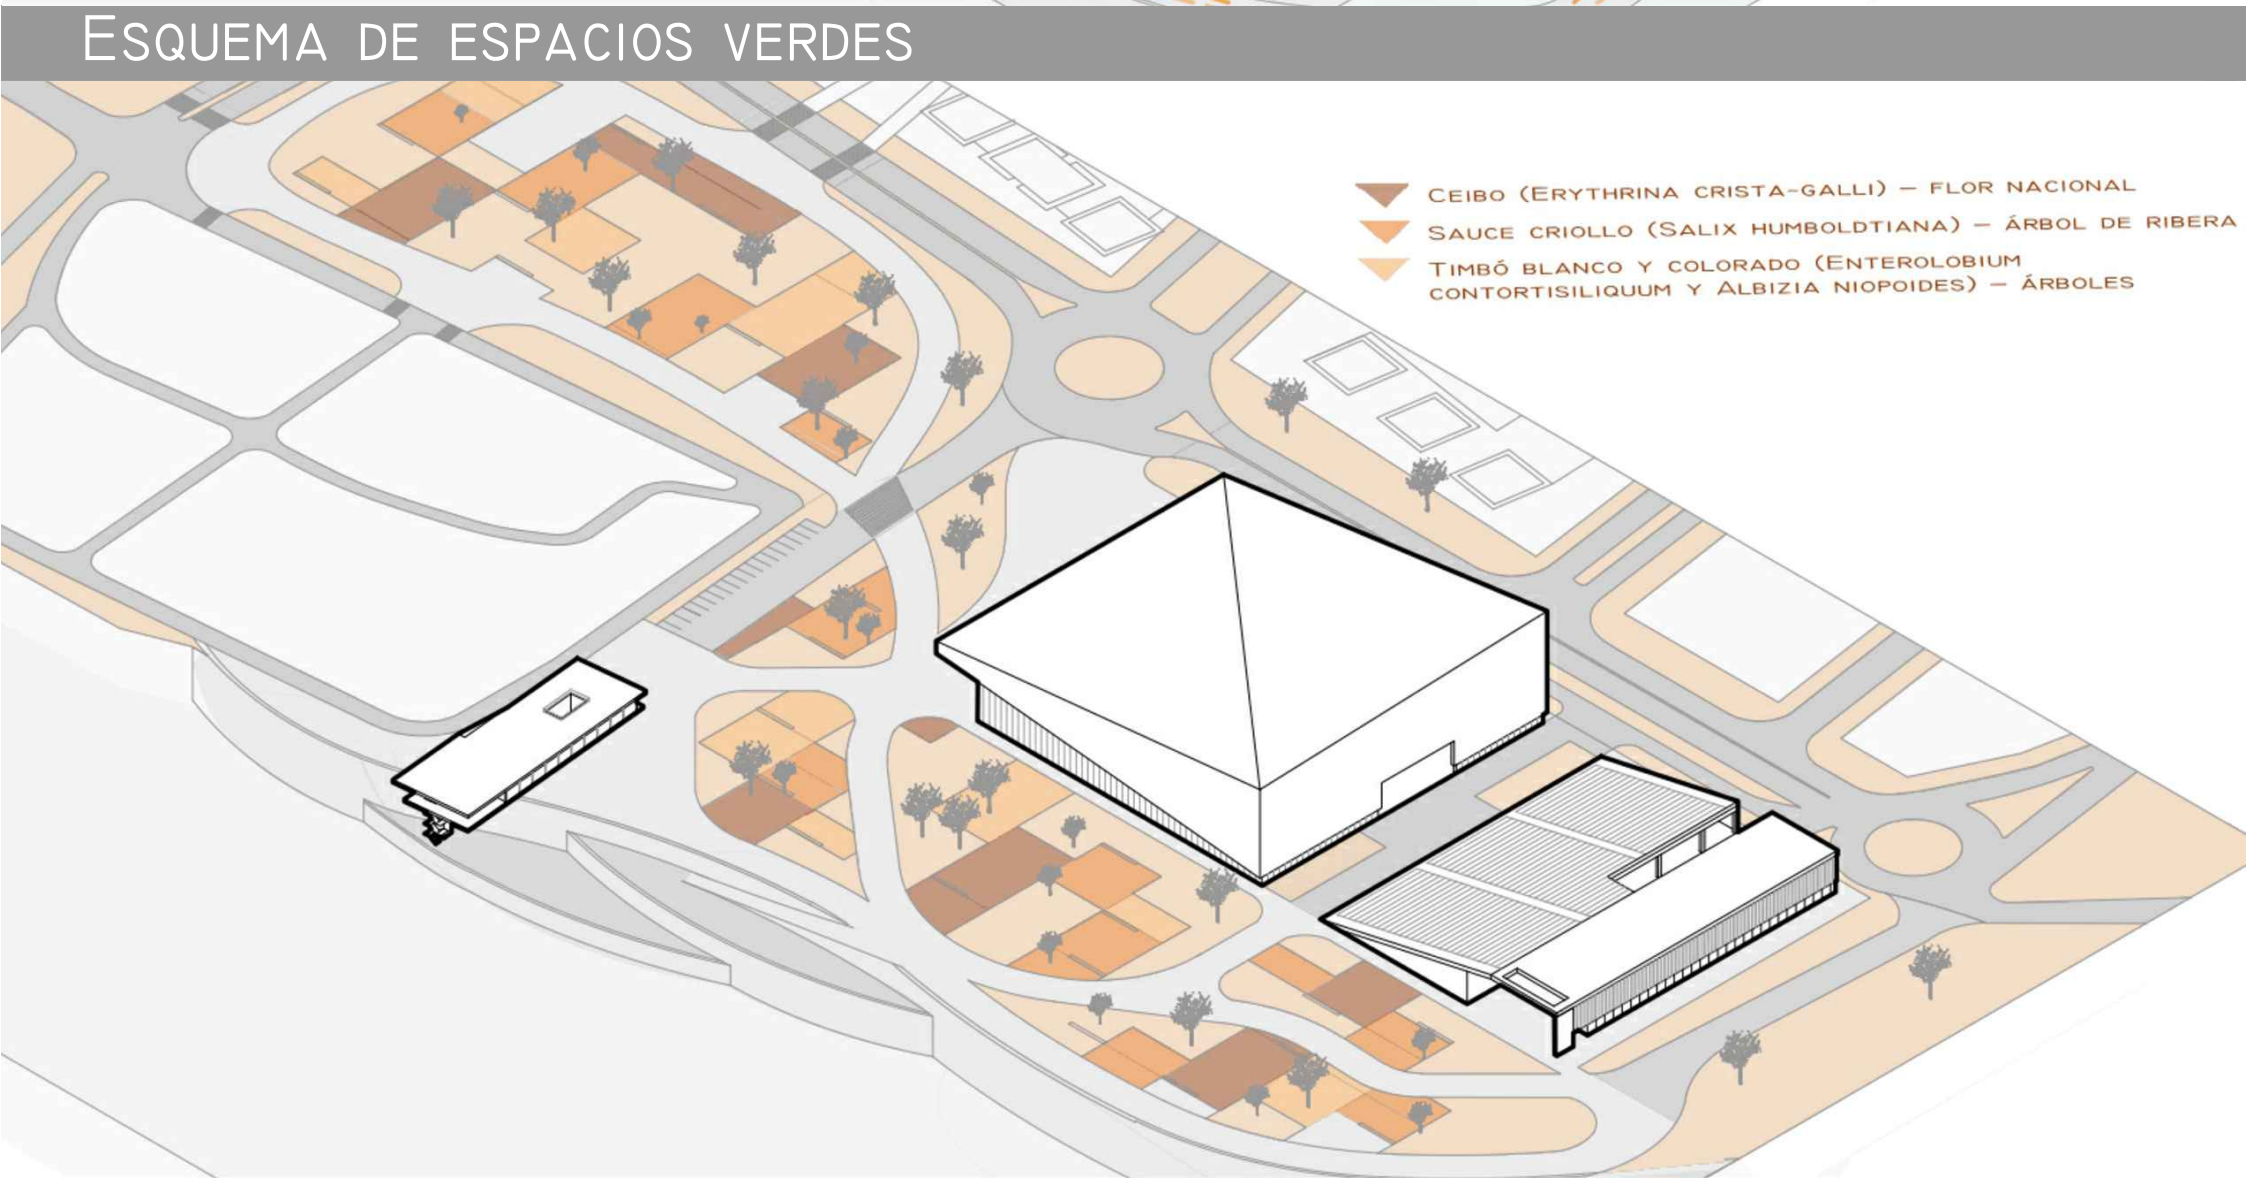 ESQUEMA DE ESPACIOS VERDES
CEIBO (ERYTHRINA CRISTA-GALLI) – FLOR NACIONAL
SAUCE CRIOLLO (SALIX HUMBOLDTIANA) – ÁRBOL DE RIBERA
TIMBÓ BLANCO Y COLORADO (ENTEROLOBIUM
CONTORTISILIQUUM Y ALBIZIA NIOPOIDES) – ÁRBOLES